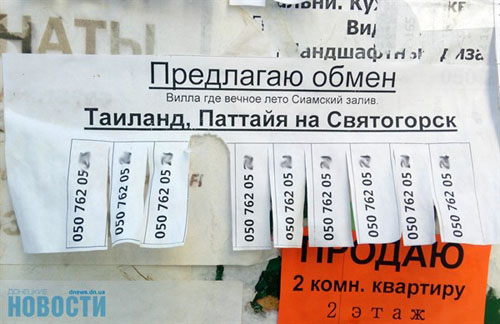 НАТЫ
Предлагаю обмен
Вилла где вечное лето Сиамский залив.
Таиланд, Паттайя на Святогорск
050 762 05
050 762 05
050 762 05
050 762 05
050 762 05
050 762 05
050 762 05
050 762 05
050 762 05
ПРОДАЮ
2 комн. квартиру
2 этаж
dnews.dn.ua
ДОНЕЦКИЕ
НОВОСТИ